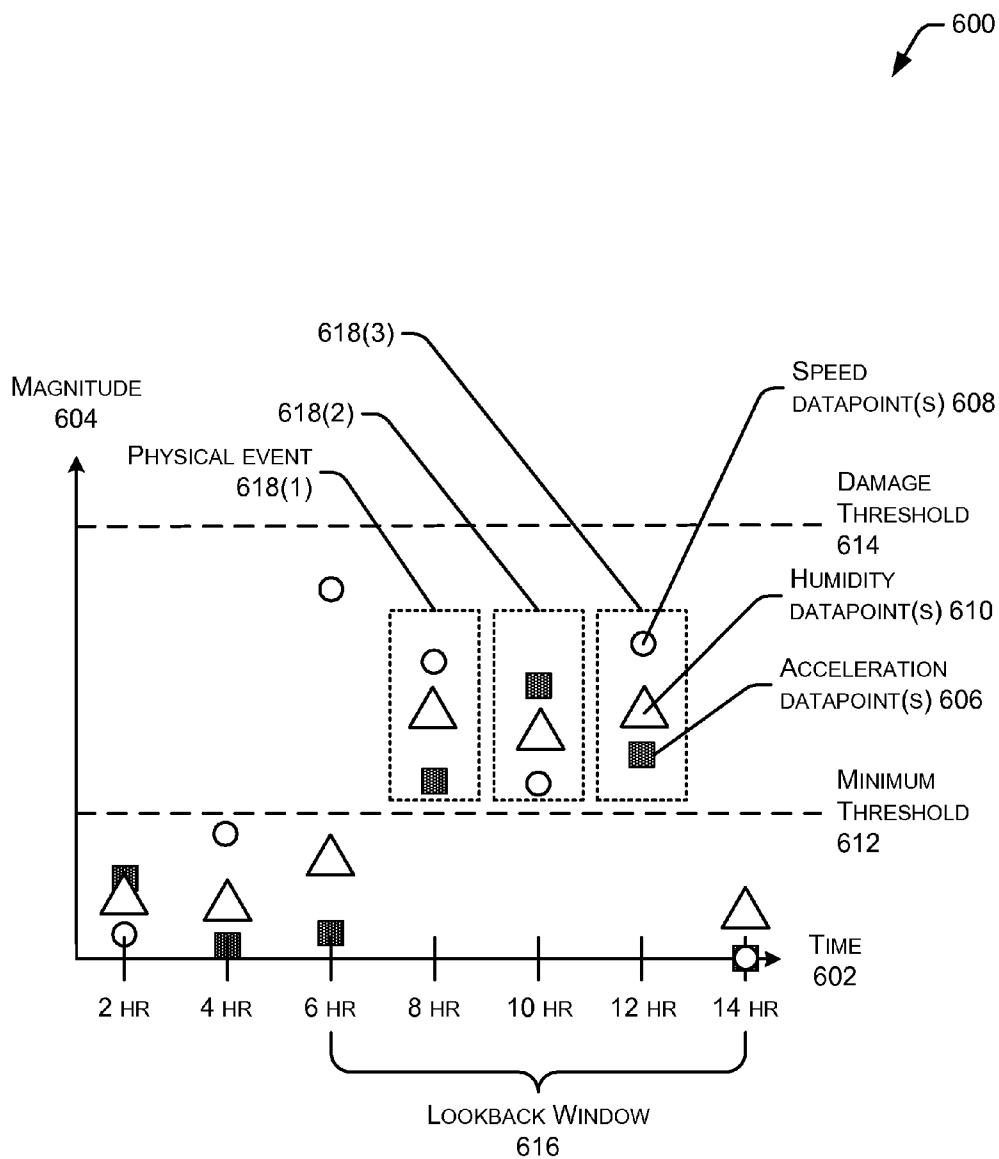 600
618(3)
SPEED
DATAPOINT(S) 608
MAGNITUDE
604
618(2)
PHYSICAL EVENT
618(1)
DAMAGE
THRESHOLD
614
HUMIDITY
DATAPOINT(S) 610
ACCELERATION
DATAPOINT(S) 606
MINIMUM
THRESHOLD
612
TIME
602
2 HR
4 HR
6 HR
8 HR
10 HR
12 HR
14 HR
LOOKBACK WINDOW
616